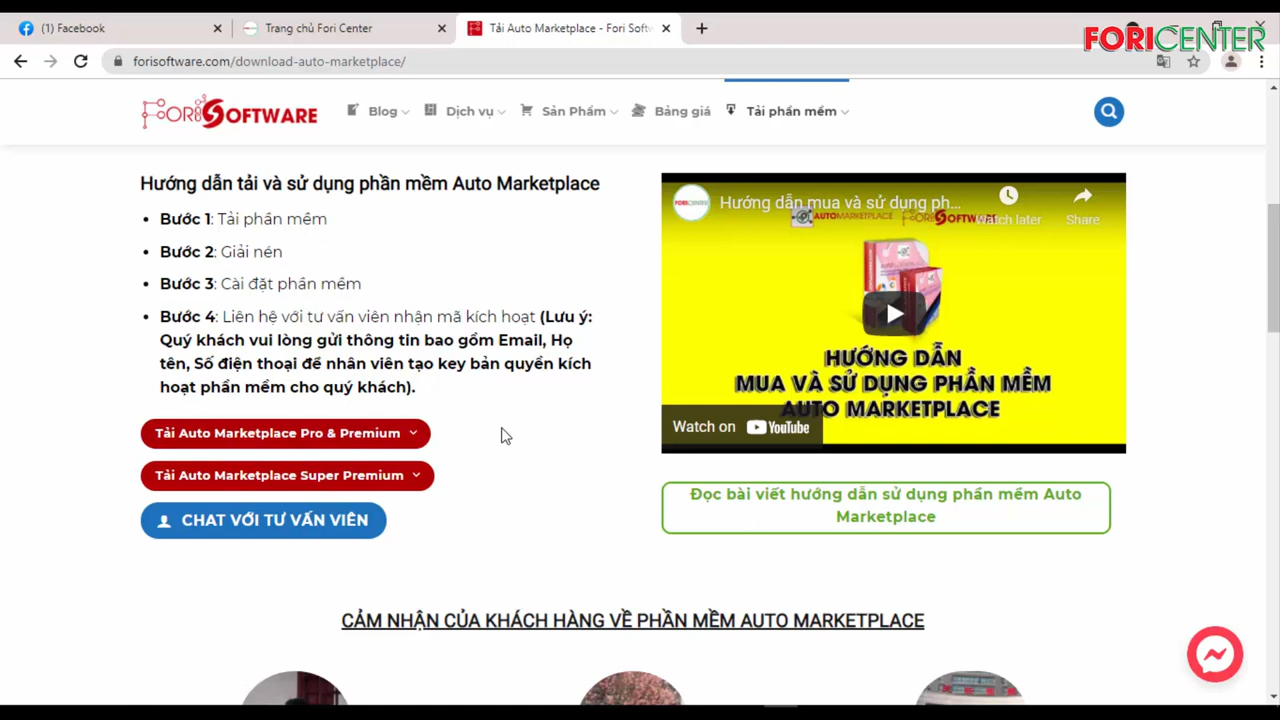 (1) Facebook
Trang chủ Fori Center
Tải Auto Marketplace - Fori Softw
FORICENTER
forisoftware.com/download-auto-marketplace/
FORI SOFTWARE
Blog
Dịch vụ
Sản Phẩm
Bảng giá
Tải phần mềm
Hướng dẫn tải và sử dụng phần mềm Auto Marketplace
• Bước 1: Tải phần mềm
• Bước 2: Giải nén
• Bước 3: Cài đặt phần mềm
• Bước 4: Liên hệ với tư vấn viên nhận mã kích hoạt (Lưu ý:
Quý khách vui lòng gửi thông tin bao gồm Email, Họ
tên, Số điện thoại để nhân viên tạo key bản quyền kích
hoạt phần mềm cho quý khách).
Tải Auto Marketplace Pro & Premium
Tải Auto Marketplace Super Premium
CHAT VỚI TƯ VẤN VIÊN
FORICENTER
Hướng dẫn mua và sử dụng ph...
Watch later
Share
AUTOMARKETPLACE
FORI SOFTWARE
HƯỚNG DẪN
MUA VÀ SỬ DỤNG PHẦN MỀM
AUTO MARKETPLACE
Watch on YouTube
Đọc bài viết hướng dẫn sử dụng phần mềm Auto
Marketplace
CẢM NHẬN CỦA KHÁCH HÀNG VỀ PHẦN MỀM AUTO MARKETPLACE